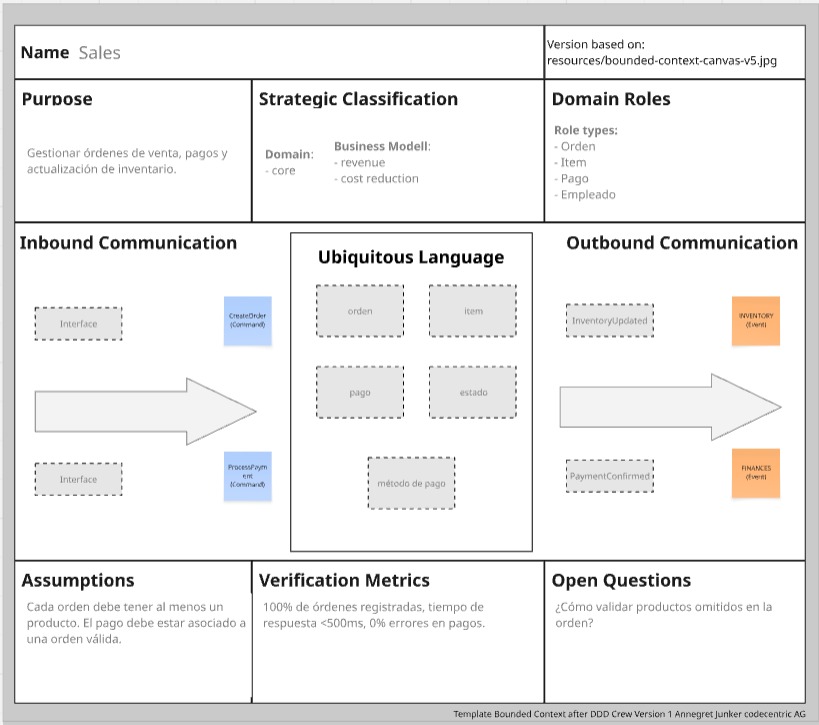 Name Sales
Version based on:
resources/bounded-context-canvas-v5.jpg
Purpose
Gestionar órdenes de venta, pagos y
actualización de inventario.
Strategic Classification
Domain:
- core
Business Modell:
- revenue
- cost reduction
Domain Roles
Role types:
- Orden
- Item
- Pago
- Empleado
Inbound Communication
Interface
CreateOrder
(Command)
Interface
ProcessPaym
ent
(Command)
Ubiquitous Language
orden
item
pago
estado
método de pago
Outbound Communication
InventoryUpdated
INVENTORY
(Event)
PaymentConfirmed
FINANCES
(Event)
Assumptions
Cada orden debe tener al menos un
producto. El pago debe estar asociado a
una orden válida.
Verification Metrics
100% de órdenes registradas, tiempo de
respuesta <500ms, 0% errores en pagos.
Open Questions
¿Cómo validar productos omitidos en la
orden?
Template Bounded Context after DDD Crew Version 1 Annegret Junker codecentric AG